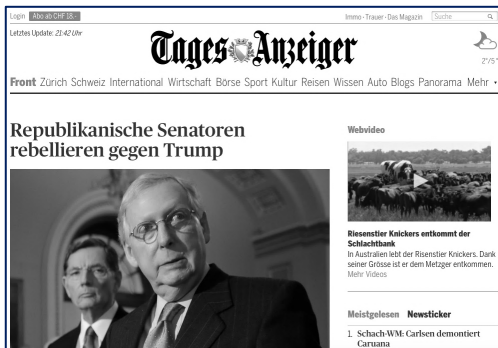 Login Abo ab CHF 18.-
Immo · Trauer · Das Magazin Suche
Letztes Update: 21:42 Uhr
Tages Anzeiger
2°/5°
Front Zürich Schweiz International Wirtschaft Börse Sport Kultur Reisen Wissen Auto Blogs Panorama Mehr
Republikanische Senatoren
rebellieren gegen Trump
Webvideo
Riesenstier Knickers entkommt der
Schlachtbank
In Australien lebt der Risenstier Knickers. Dank
seiner Grösse ist er dem Metzger entkommen.
Mehr Videos
Meistgelesen Newsticker
1. Schach-WM: Carlsen demontiert
Caruana